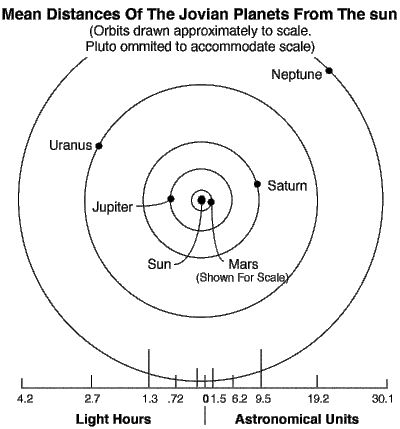 Mean Distances Of The Jovian Planets From The sun
(Orbits drawn approximately to scale.
Pluto ommited to accommodate scale)
Neptune
Uranus
Saturn
Jupiter
Sun
Mars
(Shown For Scale)
4.2 2.7 1.3 .72 0 1.5 6.2 9.5 19.2 30.1
Light Hours Astronomical Units